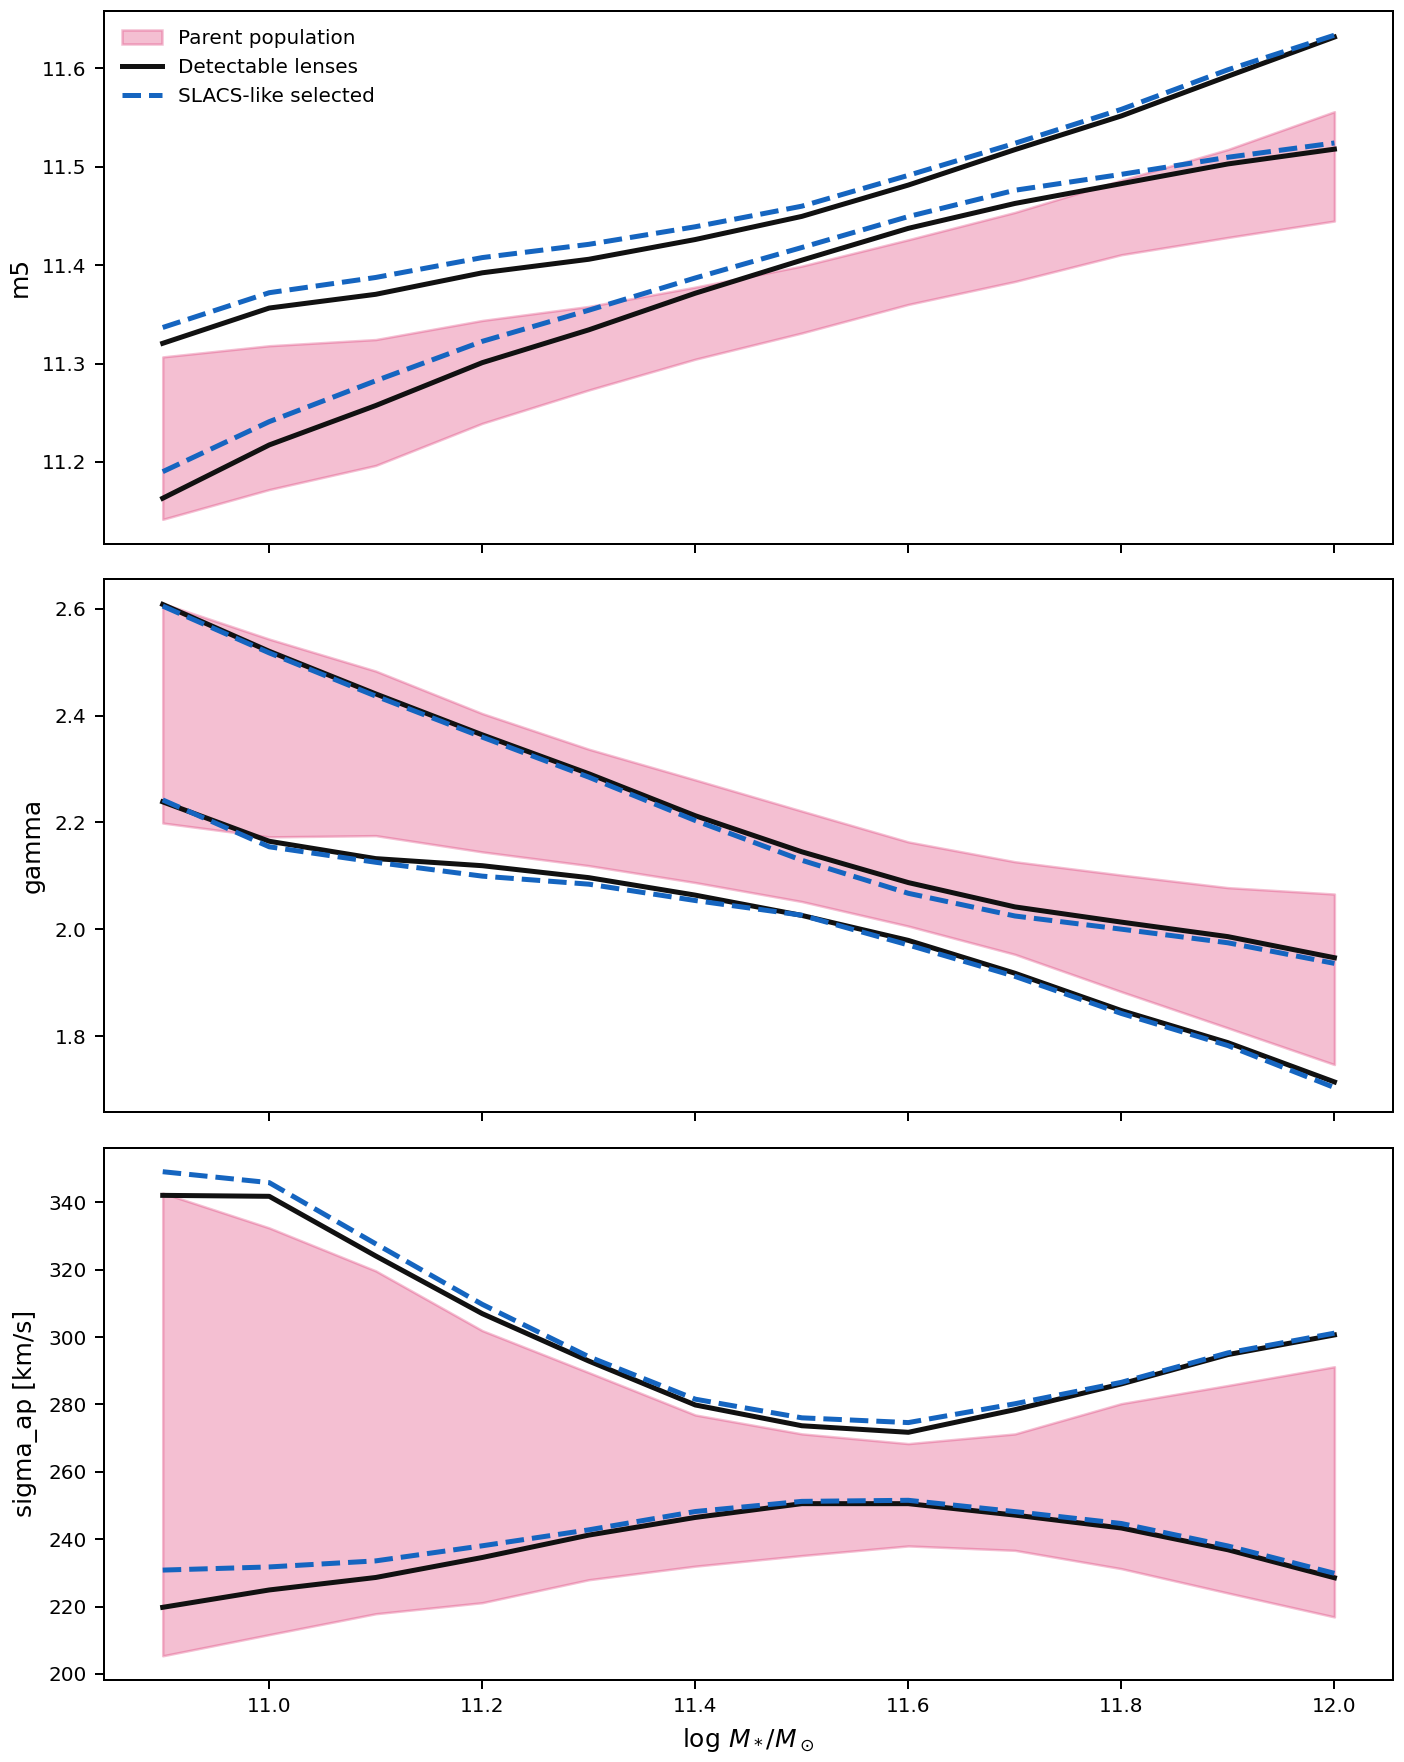 Parent population
Detectable lenses
SLACS-like selected
11.6
11.5
11.4
11.3
11.2
m5
2.6
2.4
2.2
2.0
1.8
gamma
340
320
300
280
260
240
220
200
sigma_ap [km/s]
11.0 11.2 11.4 11.6 11.8 12.0
log M_*/M_⊙